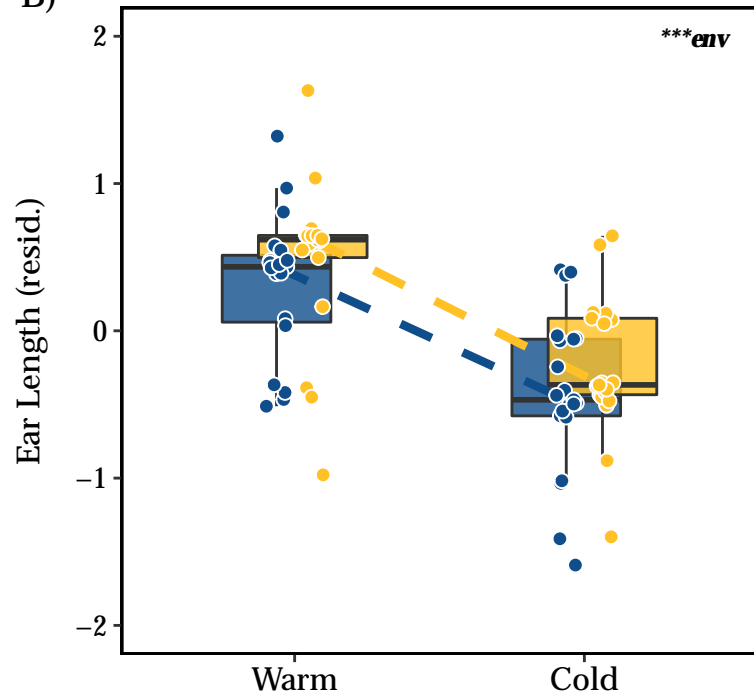 B)
***env
2
1
0
−1
−2
Ear Length (resid.)
Warm Cold